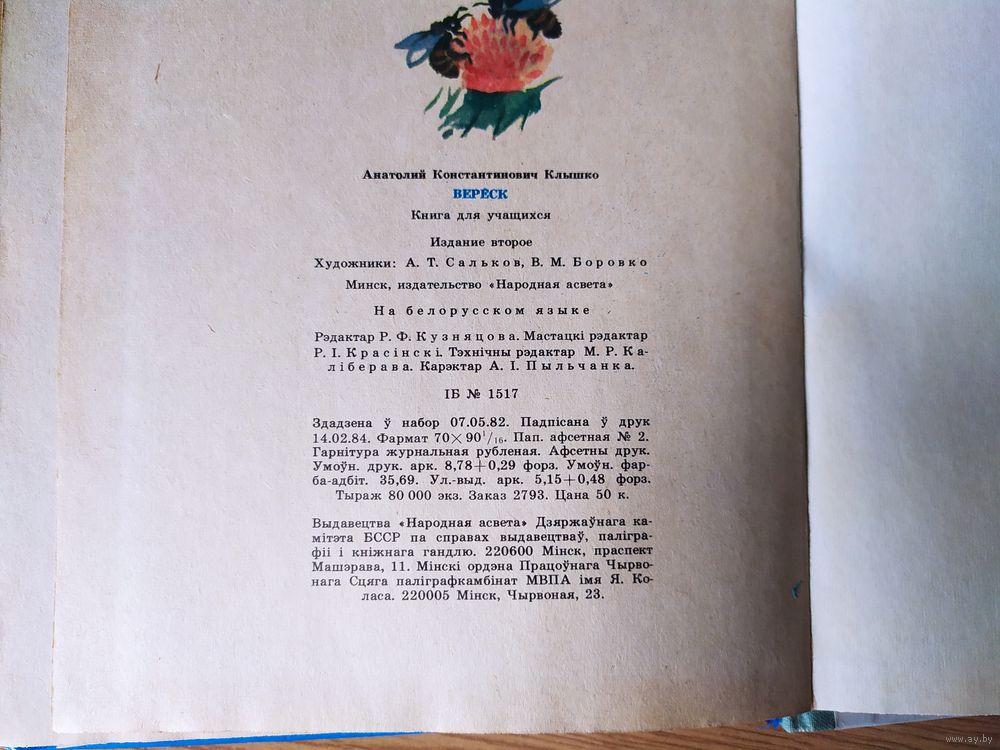 Анатолий Константинович Клышко
ВЕРЕСК
Книга для учащихся
Издание второе
Художники: А. Т. Сальков, В. М. Боровко
Минск, издательство «Народная асвета»
На белорусском языке
Рэдактар Р. Ф. Кузняцова. Мастацкі рэдактар
Р. І. Красінскі. Тэхнічны рэдактар М. Р. Ка-
ліберава. Карэктар А. І. Пыльчанка.
ІБ № 1517
Здадзена ў набор 07.05.82. Падпісана ў друк
14.02.84. Фармат 70×90 1/16. Пап. афсетная № 2.
Гарнітура журнальная рубленая. Афсетны друк.
Умоўн. друк. арк. 8,78+0,29 форз. Умоўн. фар-
ба-адбіт. 35,69. Ул.-выд. арк. 5,15+0,48 форз.
Тыраж 80 000 экз. Заказ 2793. Цана 50 к.
Выдавецтва «Народная асвета» Дзяржаўнага ка-
мітэта БССР па справах выдавецтваў, палігра-
фіі і кніжнага гандлю. 220600 Мінск, праспект
Машэрава, 11. Мінскі ордэна Працоўнага Чырво-
нага Сцяга паліграфкамбінат МВПА імя Я. Ко-
ласа. 220005 Мінск, Чырвоная, 23.
www.ay.by